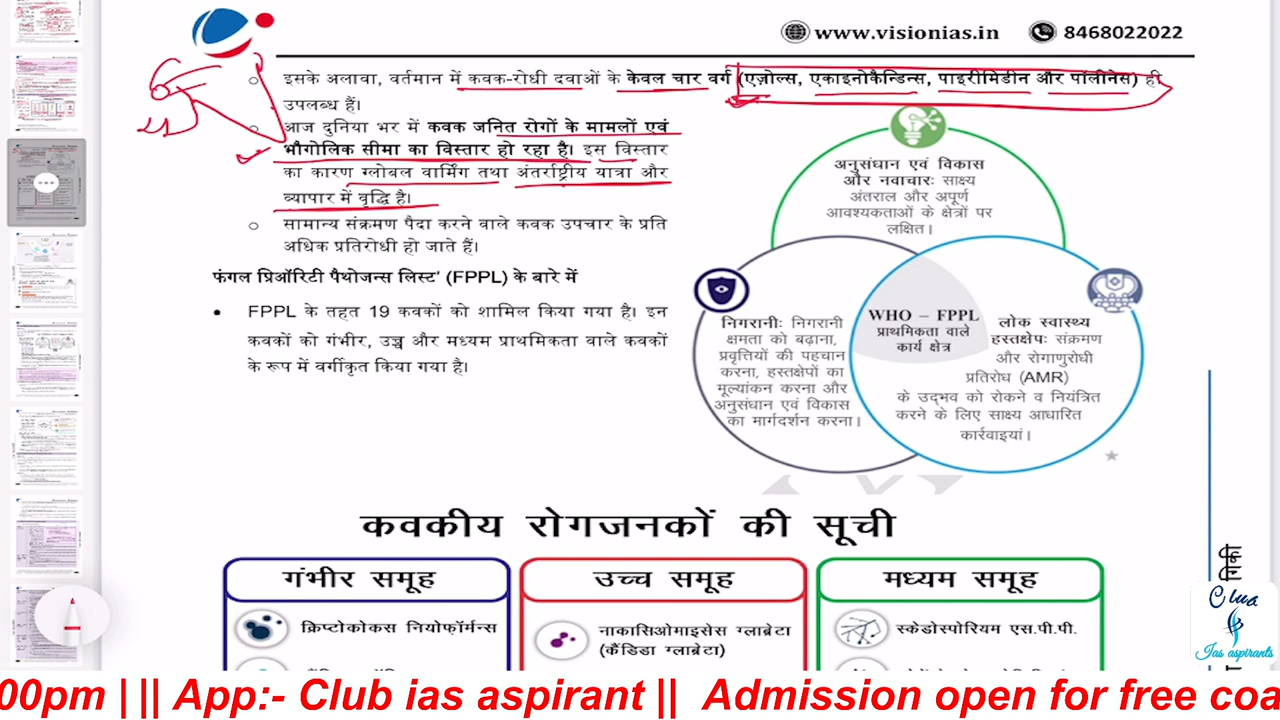 www.visionias.in 8468022022
इसके अलावा, वर्तमान में दवाओं के केवल चार वर्ग (एज़ोल्स, एकाइनोकैन्डिन्स, पाइरीमिडीन और पॉलीनेस) ही
उपलब्ध हैं।
आज दुनिया भर में कवक जनित रोगों के मामलों एवं
भौगोलिक सीमा का विस्तार हो रहा है। इस विस्तार
का कारण ग्लोबल वार्मिंग तथा अंतर्राष्ट्रीय यात्रा और
व्यापार में वृद्धि है।
सामान्य संक्रमण पैदा करने वाले कवक उपचार के प्रति
अधिक प्रतिरोधी हो जाते हैं।
फंगल प्रिऑरिटी पैथोजन्स लिस्ट' (FPPL) के बारे में
• FPPL के तहत 19 कवकों को शामिल किया गया है। इन
कवकों को गंभीर, उच्च और मध्यम प्राथमिकता वाले कवकों
के रूप में वर्गीकृत किया गया है।
अनुसंधान एवं विकास
और नवाचारः साक्ष्य
अंतराल और अपूर्ण
आवश्यकताओं के क्षेत्रों पर
लक्षित।
WHO – FPPL
प्राथमिकता वाले
कार्य क्षेत्र
निगरानीः निगरानी
क्षमता को बढ़ाना,
प्रवृत्तियों की पहचान
करना, हस्तक्षेपों का
मूल्यांकन करना और
अनुसंधान एवं विकास
का मार्गदर्शन करना।
लोक स्वास्थ्य
हस्तक्षेपः संक्रमण
और रोगाणुरोधी
प्रतिरोध (AMR)
के उद्भव को रोकने व नियंत्रित
करने के लिए साक्ष्य आधारित
कार्रवाइयां।
कवकीय रोगजनकों की सूची
गंभीर समूह
क्रिप्टोकोकस नियोफॉर्मन्स
उच्च समूह
नाकासिओमाइसेस ग्लाब्रेटा
(कैंडिडा ग्लाब्रेटा)
मध्यम समूह
स्केडोस्पोरियम एस.पी.पी.
Club
Ias aspirants
00pm | || App:- Club ias aspirant || Admission open for free coa